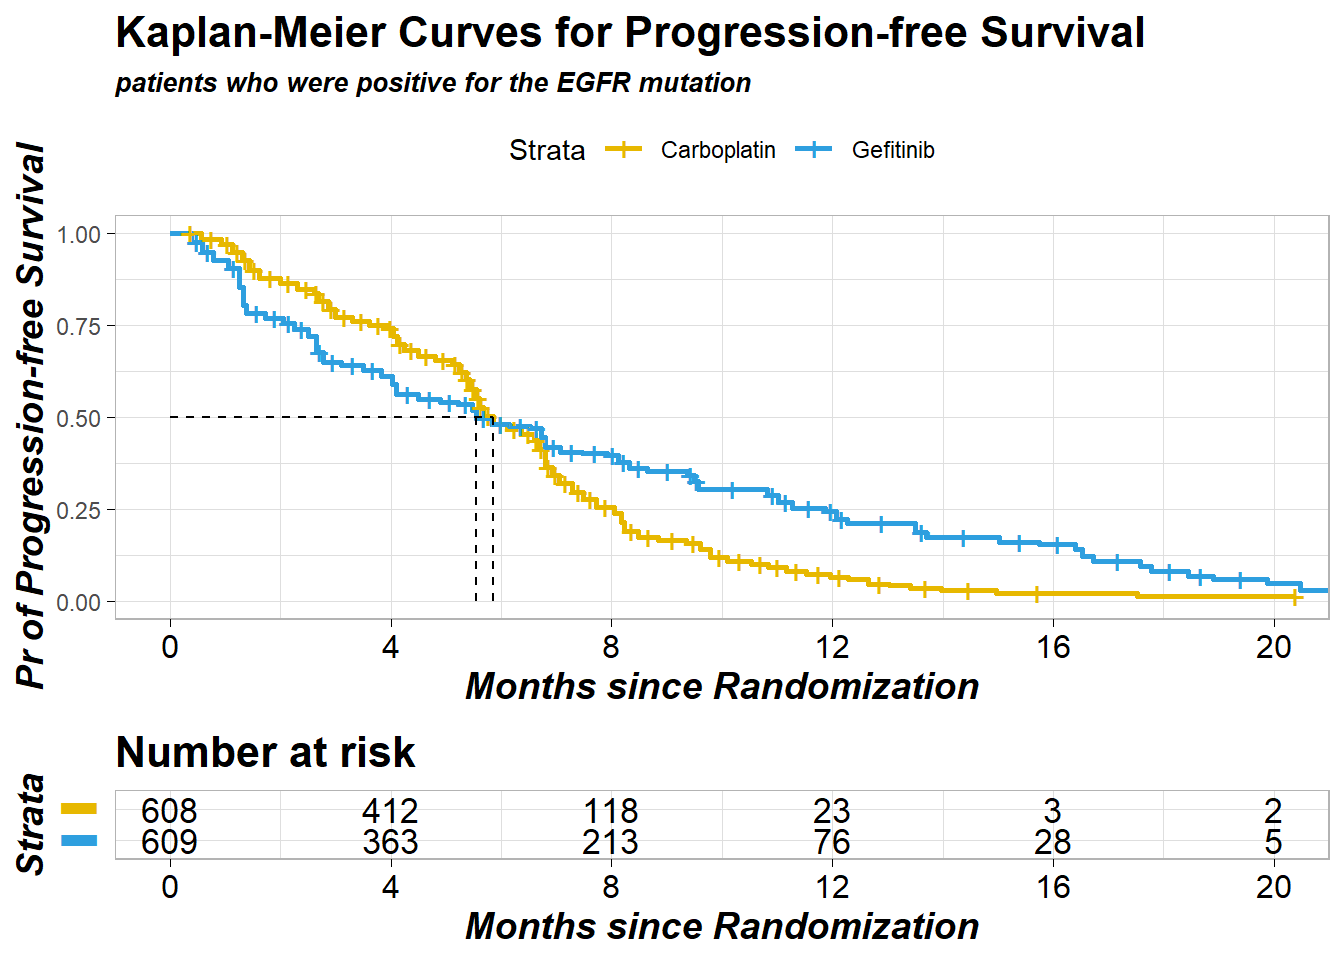 Kaplan-Meier Curves for Progression-free Survival
patients who were positive for the EGFR mutation
Strata Carboplatin Gefitinib
Pr of Progression-free Survival
1.00
0.75
0.50
0.25
0.00
0 4 8 12 16 20
Months since Randomization
Number at risk
Strata
608 412 118 23 3 2
609 363 213 76 28 5
0 4 8 12 16 20
Months since Randomization